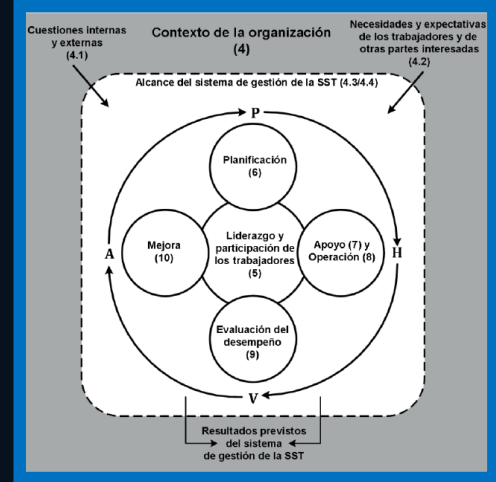 Cuestiones internas
y externas
(4.1)
Contexto de la organización
(4)
Necesidades y expectativas
de los trabajadores y de
otras partes interesadas
(4.2)
Alcance del sistema de gestión de la SST (4.3/4.4)
P
Planificación
(6)
A
Mejora
(10)
Liderazgo y
participación de
los trabajadores
(5)
Apoyo (7) y
Operación (8)
H
Evaluación del
desempeño
(9)
V
Resultados previstos
del sistema
de gestión de la SST